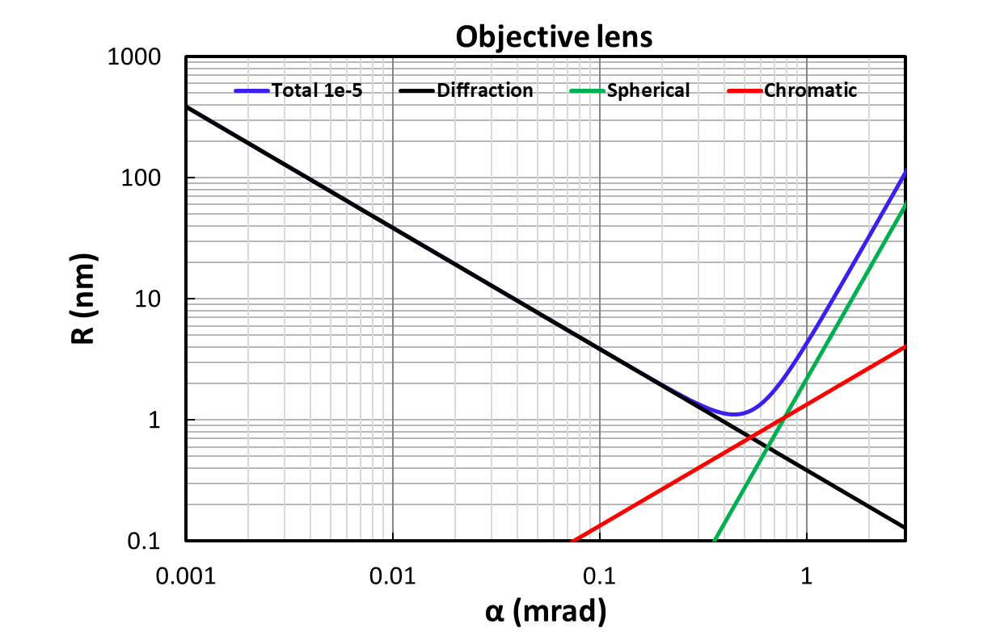 Objective lens
1000
Total 1e-5 Diffraction Spherical Chromatic
100
10
1
0.1
R (nm)
0.001 0.01 0.1 1
α (mrad)